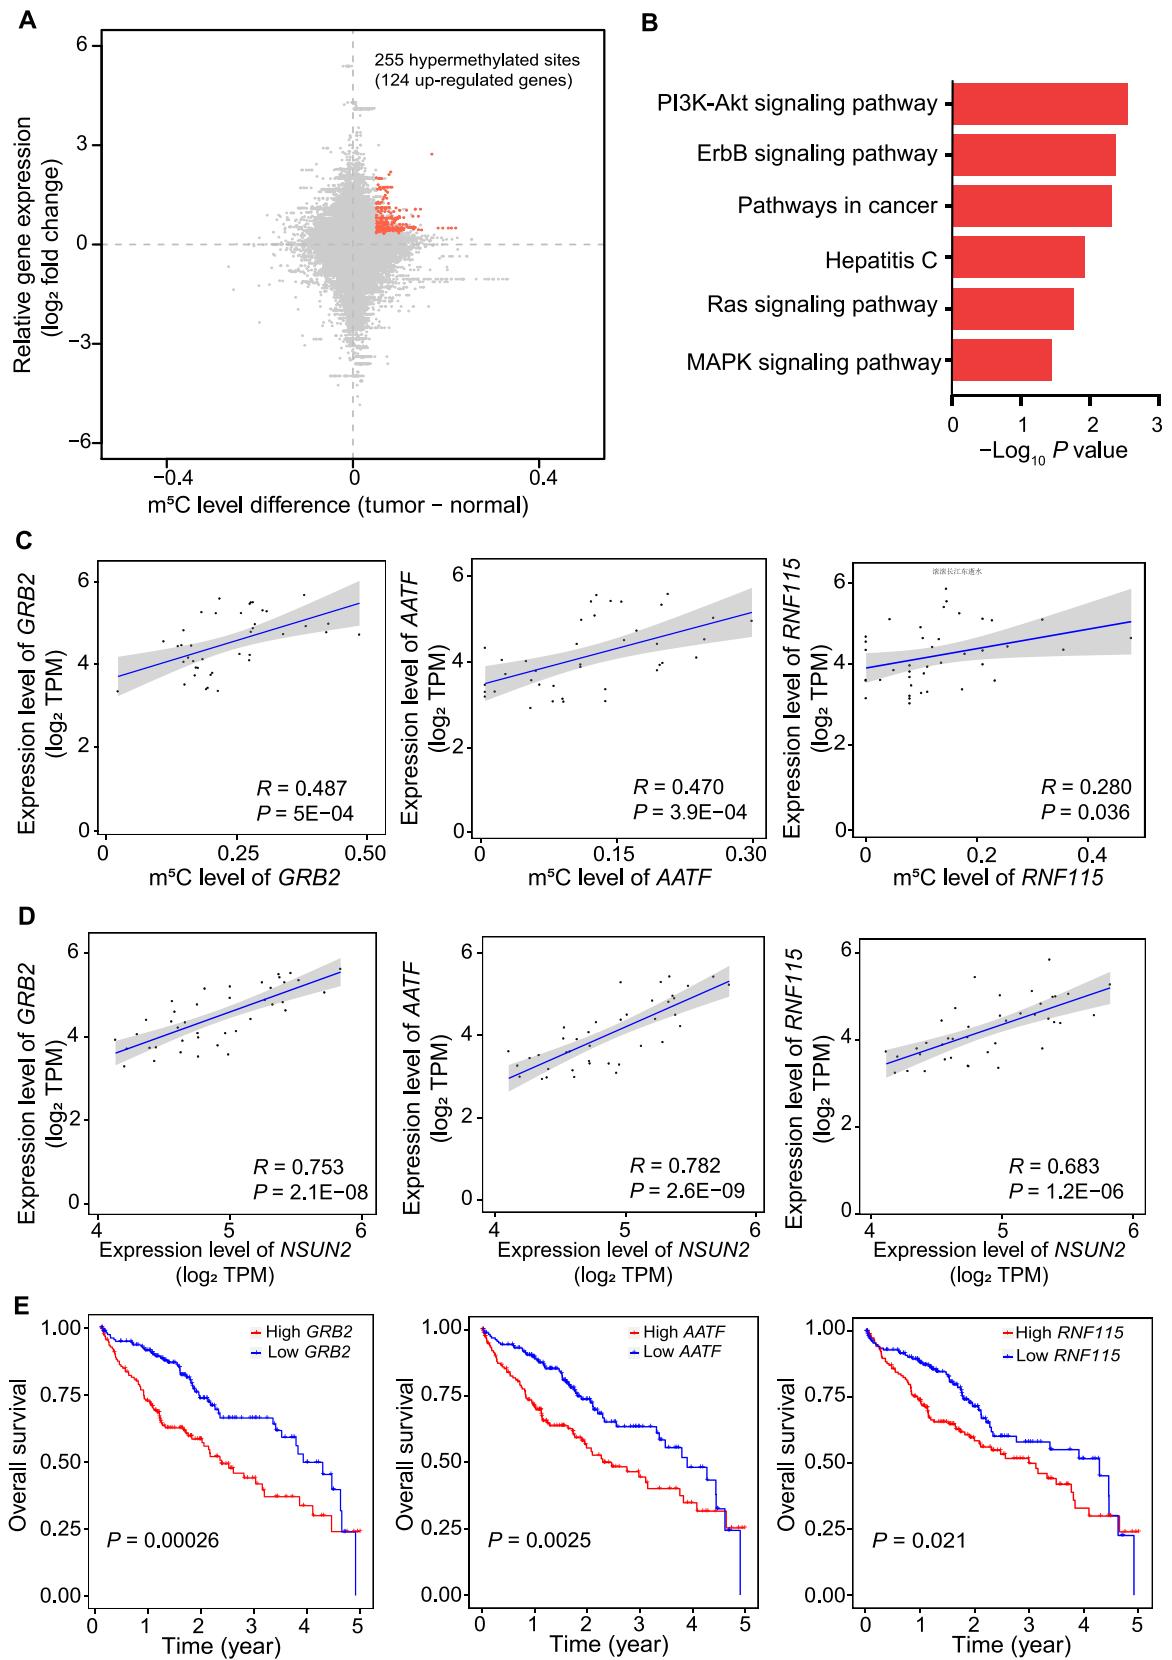 A
6
3
0
−3
−6
Relative gene expression
(log₂ fold change)
255 hypermethylated sites
(124 up-regulated genes)
−0.4
0
0.4
m⁵C level difference (tumor − normal)
B
PI3K-Akt signaling pathway
ErbB signaling pathway
Pathways in cancer
Hepatitis C
Ras signaling pathway
MAPK signaling pathway
0 1 2 3
−Log₁₀ P value
C
Expression level of GRB2
(log₂ TPM)
6
4
2
0
R = 0.487
P = 5E−04
0 0.25 0.50
m⁵C level of GRB2
Expression level of AATF
(log₂ TPM)
6
4
2
0
R = 0.470
P = 3.9E−04
0 0.15 0.30
m⁵C level of AATF
Expression level of RNF115
(log₂ TPM)
滚滚长江东逝水
6
4
2
0
R = 0.280
P = 0.036
0 0.2 0.4
m⁵C level of RNF115
D
Expression level of GRB2
(log₂ TPM)
6
4
2
0
R = 0.753
P = 2.1E−08
4 5 6
Expression level of NSUN2
(log₂ TPM)
Expression level of AATF
(log₂ TPM)
6
4
2
0
R = 0.782
P = 2.6E−09
4 5 6
Expression level of NSUN2
(log₂ TPM)
Expression level of RNF115
(log₂ TPM)
6
4
2
0
R = 0.683
P = 1.2E−06
4 5 6
Expression level of NSUN2
(log₂ TPM)
E
Overall survival
1.00
0.75
0.50
0.25
0.00
High GRB2
Low GRB2
P = 0.00026
0 1 2 3 4 5
Time (year)
Overall survival
1.00
0.75
0.50
0.25
0.00
High AATF
Low AATF
P = 0.0025
0 1 2 3 4 5
Time (year)
Overall survival
1.00
0.75
0.50
0.25
0.00
High RNF115
Low RNF115
P = 0.021
0 1 2 3 4 5
Time (year)